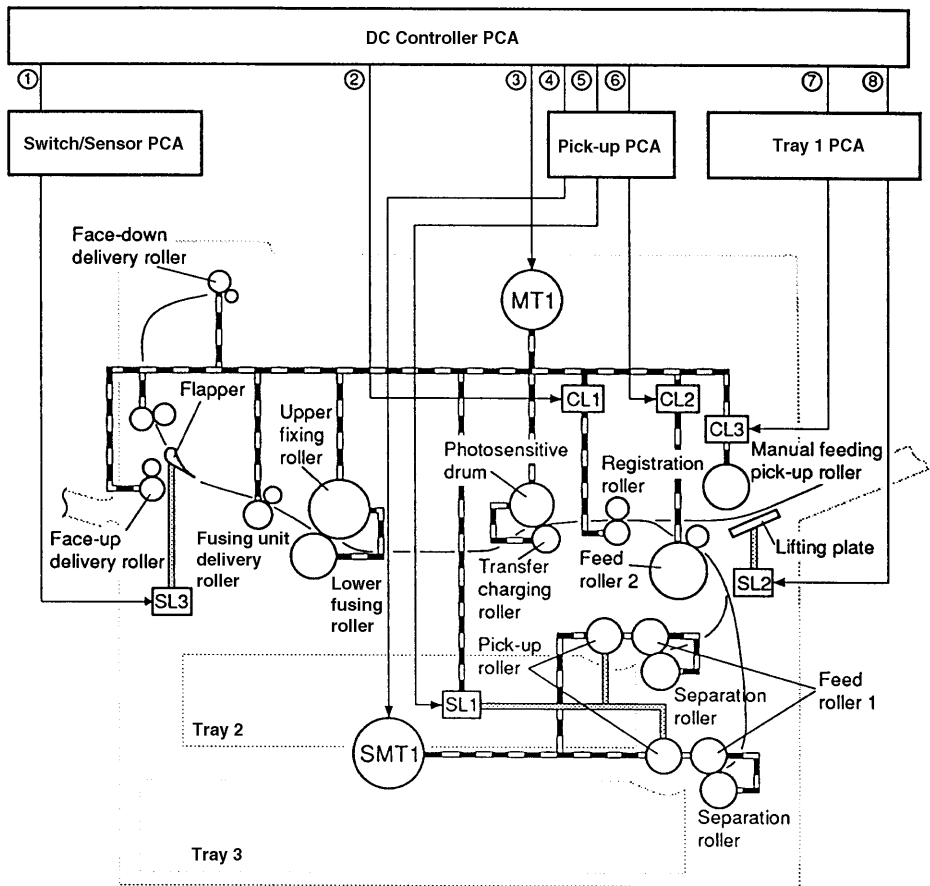 DC Controller PCA
① ② ③ ④ ⑤ ⑥ ⑦ ⑧
Switch/Sensor PCA
Pick-up PCA
Tray 1 PCA
Face-down
delivery roller
MT1
Flapper
CL1
CL2
CL3
Upper
fixing
roller
Photosensitive
drum
Registration
roller
Manual feeding
pick-up roller
Face-up
delivery roller
Fusing unit
delivery
roller
Lower
fusing
roller
Transfer
charging
roller
Feed
roller 2
Lifting plate
SL3
SL2
Pick-up
roller
Separation
roller
Feed
roller 1
SL1
Tray 2
SMT1
Separation
roller
Tray 3